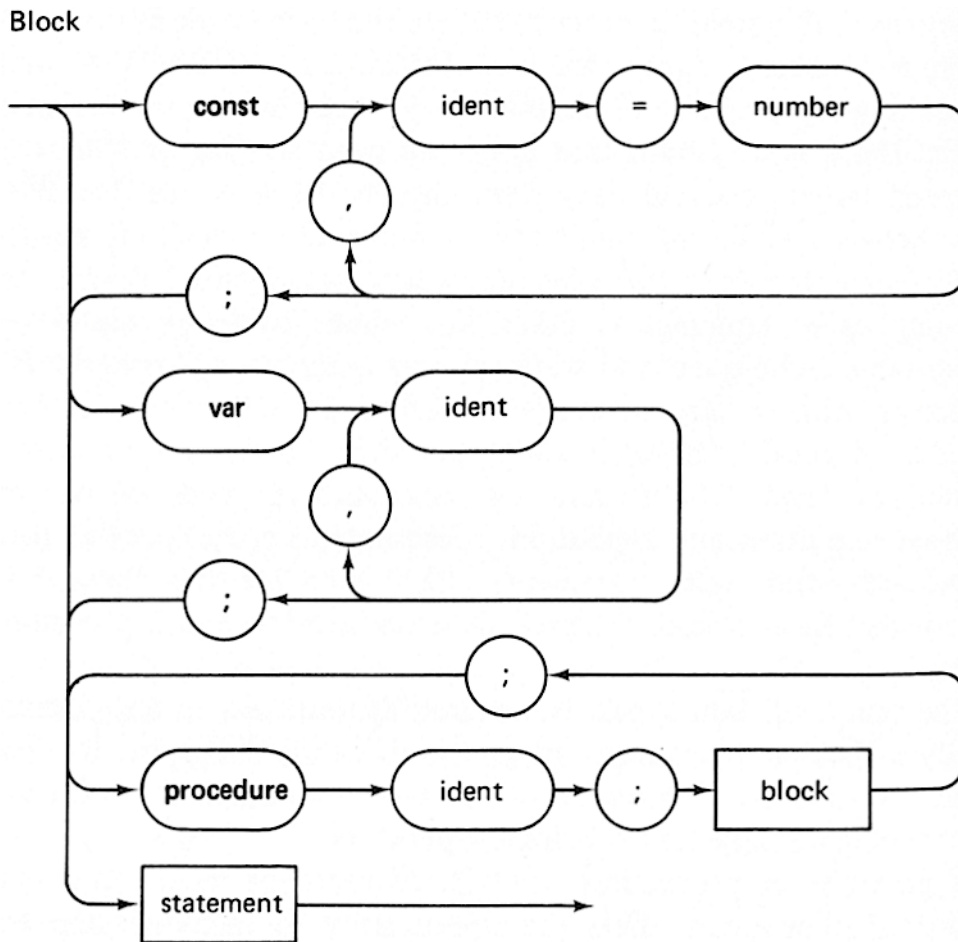 Block
const ident = number
,
;
var ident
,
;
;
procedure ident ; block
statement